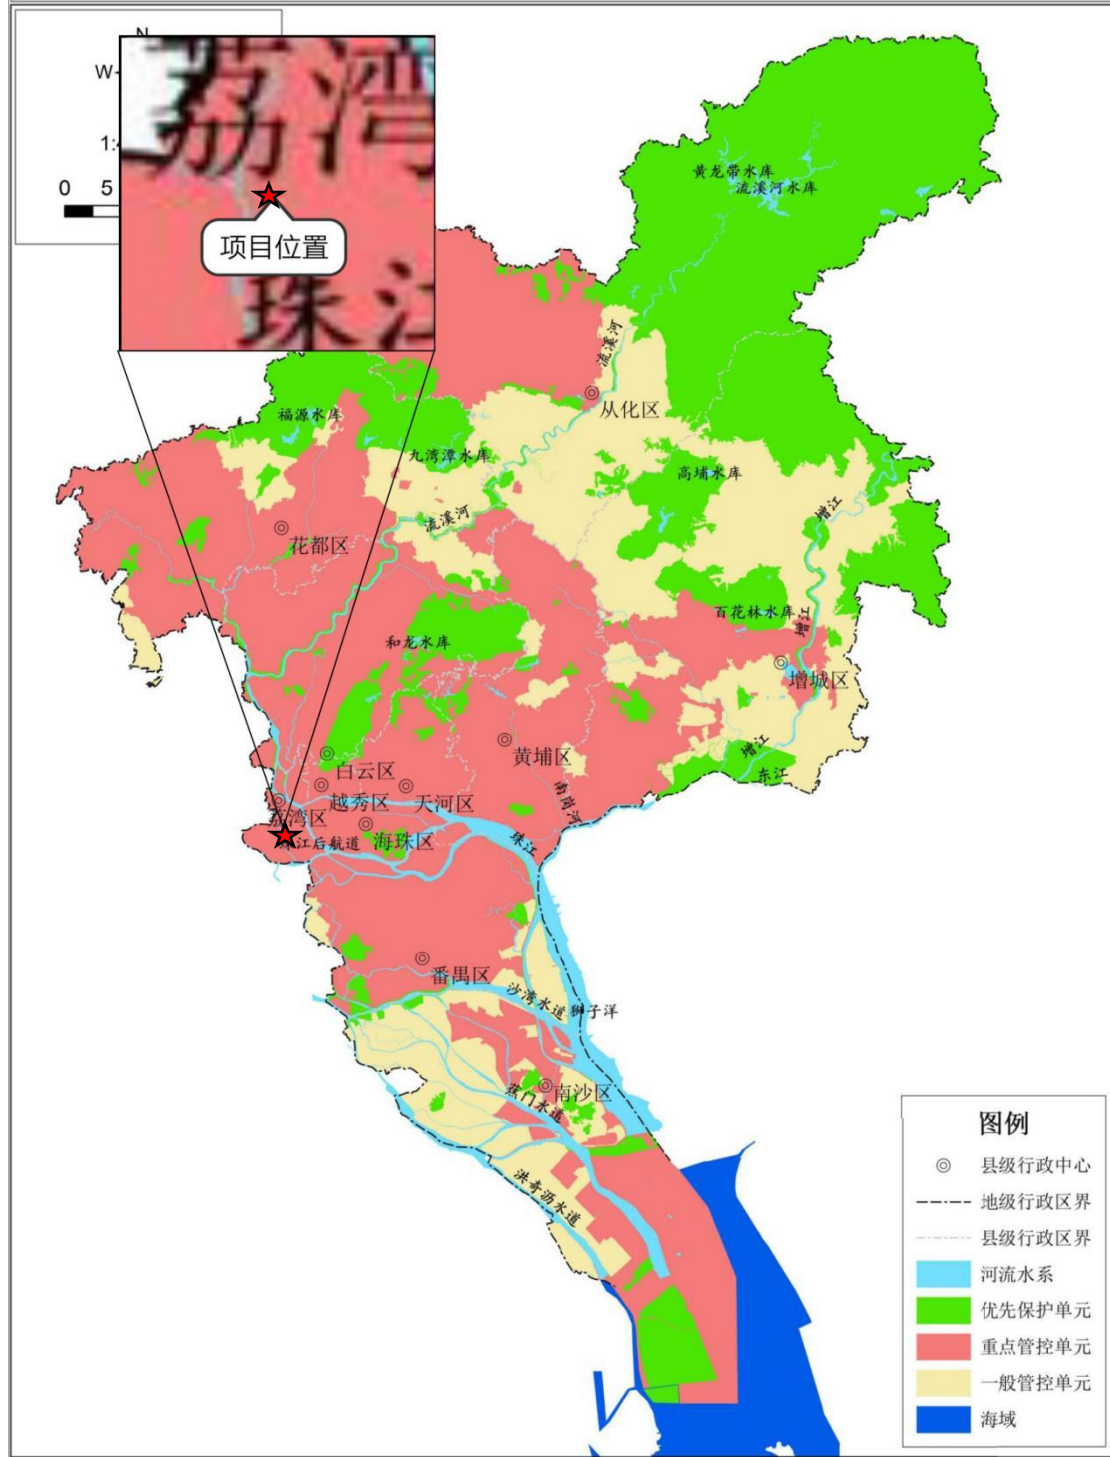 N
W
1:
0 5
荔湾
项目位置
珠江
黄龙带水库
流溪河水库
流溪河
从化区
福源水库
九湾潭水库
高埔水库
流溪河
增江
花都区
百花林水库
增江
和龙水库
增城区
黄埔区
增江
东江
白云区
南岗河
越秀区
天河区
荔湾区
珠江
海珠区
珠江后航道
番禺区
沙湾水道
狮子洋
南沙区
蕉门水道
洪奇沥水道
图例
县级行政中心
地级行政区界
县级行政区界
河流水系
优先保护单元
重点管控单元
一般管控单元
海域